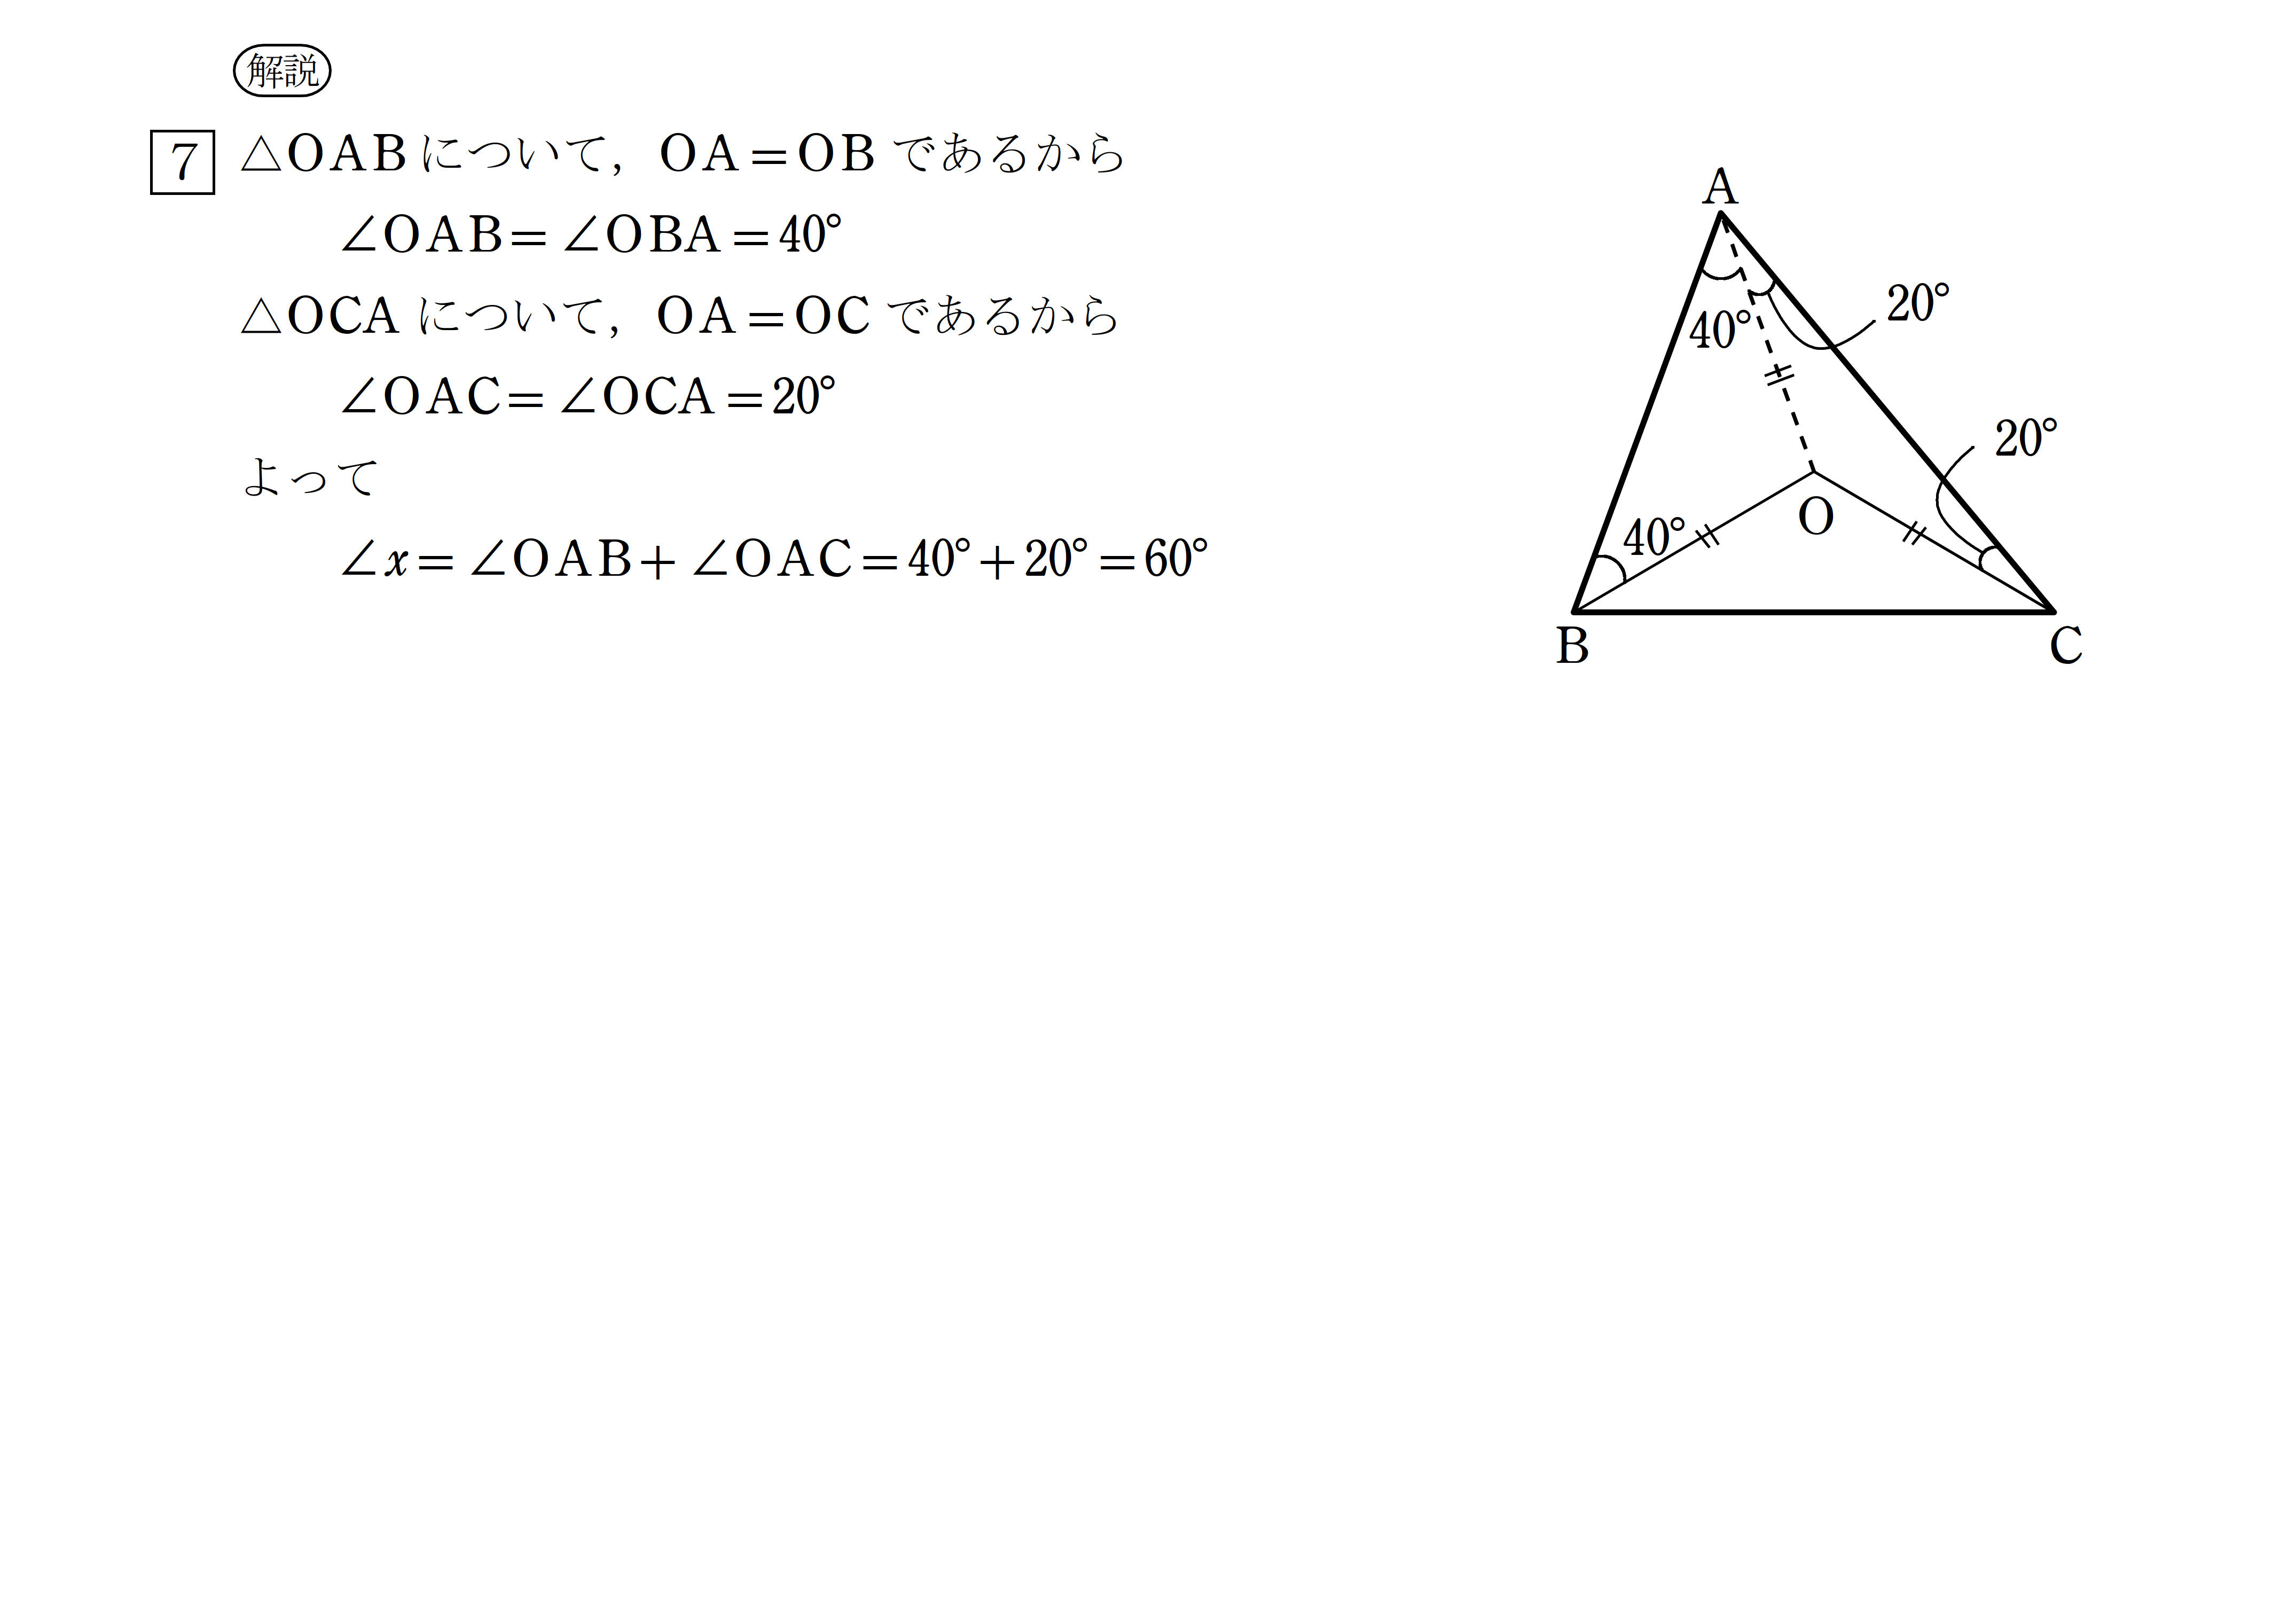 解説
7 △OAB について，OA＝OB であるから
∠OAB＝∠OBA＝40°
△OCA について，OA＝OC であるから
∠OAC＝∠OCA＝20°
よって
∠x＝∠OAB＋∠OAC＝40°＋20°＝60°
A
20°
40°
20°
O
40°
B
C